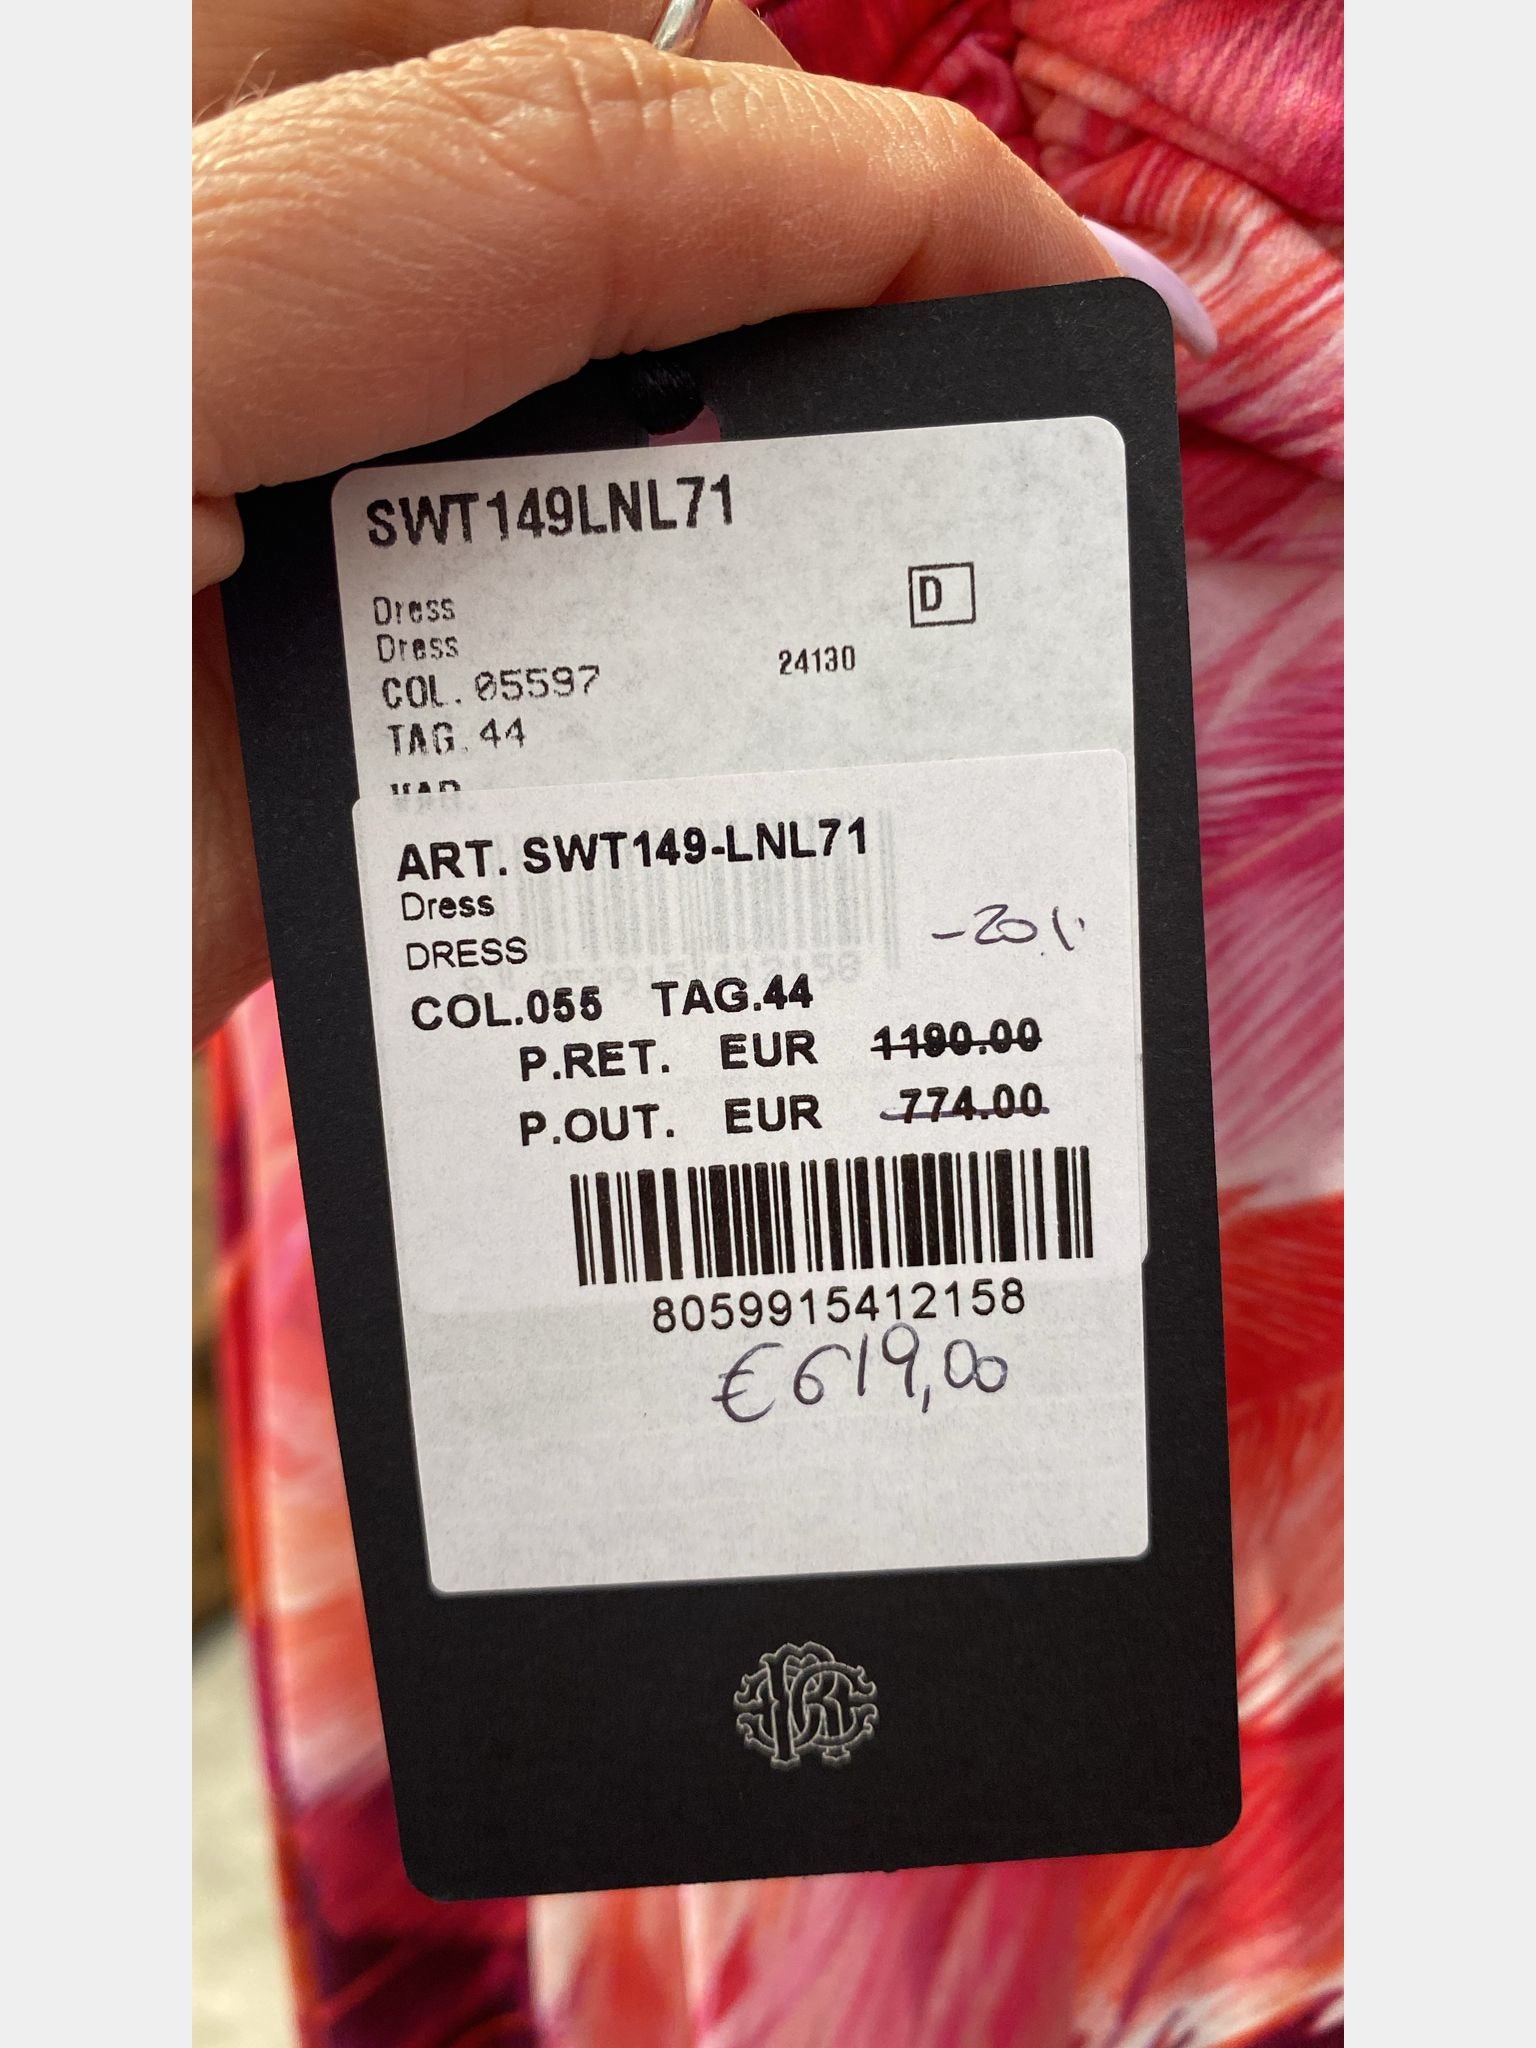 SWT149LNL71
D
Dress
Dress
24130
COL. 05597
TAG. 44
VAR.
ART. SWT149-LNL71
Dress
-20%
DRESS
COL.055 TAG.44
P.RET. EUR 1190.00
P.OUT. EUR 774.00
8059915412158
€619,00